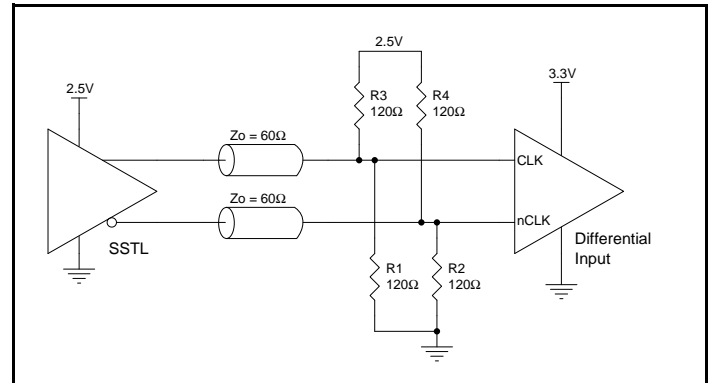 2.5V
3.3V
2.5V
R3
120Ω
R4
120Ω
Zo = 60Ω
CLK
Zo = 60Ω
nCLK
SSTL
Differential
Input
R1
120Ω
R2
120Ω